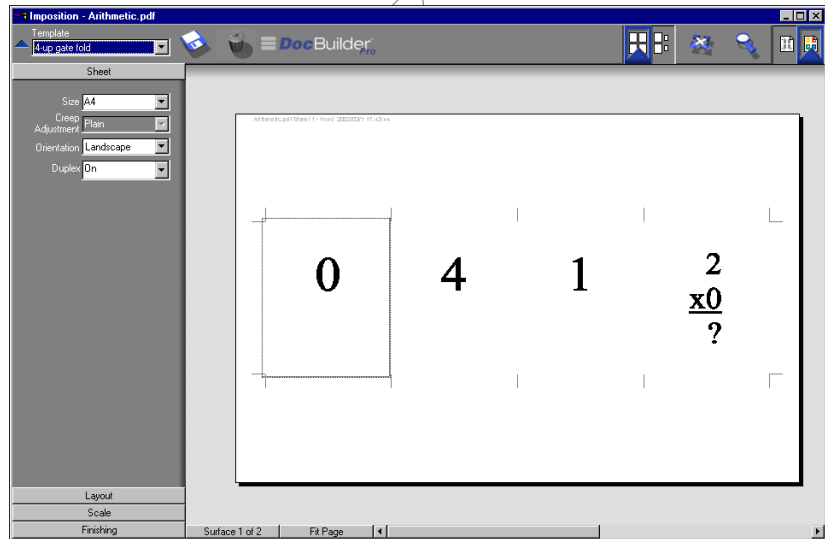 Imposition - Arithmetic.pdf
Template
4-up gate fold
DocBuilder Pro
Sheet
Size A4
Creep Adjustment Plain
Orientation Landscape
Duplex On
0 4 1 2
x0
?
Layout
Scale
Finishing
Surface 1 of 2 Fit Page